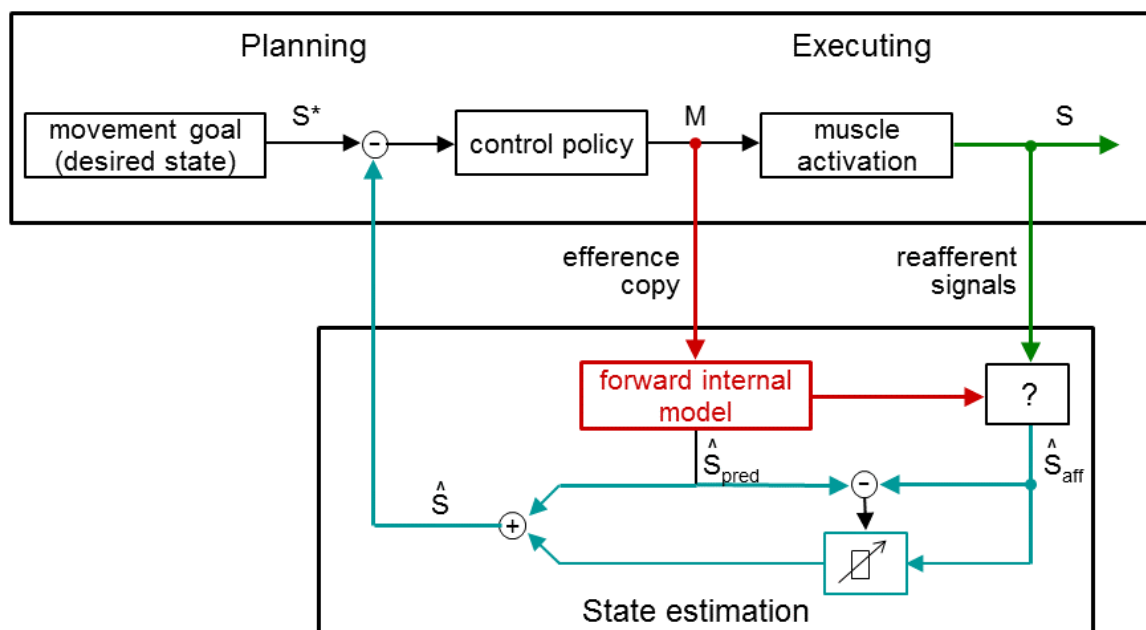 Planning
Executing
movement goal
(desired state)
S*
-
control policy
M
muscle
activation
S
efference
copy
reafferent
signals
forward internal
model
?
Ŝpred
Ŝaff
-
Ŝ
+
State estimation